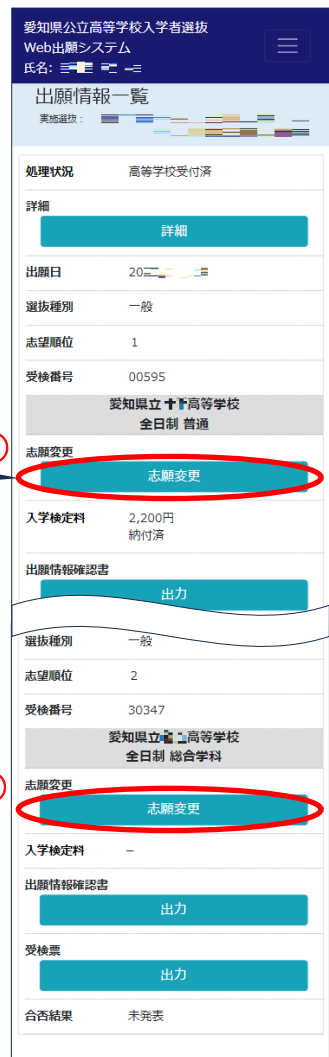 愛知県公立高等学校入学者選抜
Web出願システム
氏名:
出願情報一覧
実施選抜:
処理状況 高等学校受付済
詳細
詳細
出願日 20
選抜種別 一般
志望順位 1
受検番号 00595
愛知県立 高等学校
全日制 普通
志願変更
志願変更
入学検定料 2,200円
納付済
出願情報確認書
出力
選抜種別 一般
志望順位 2
受検番号 30347
愛知県立 高等学校
全日制 総合学科
志願変更
志願変更
入学検定料 –
出願情報確認書
出力
受検票
出力
合否結果 未発表